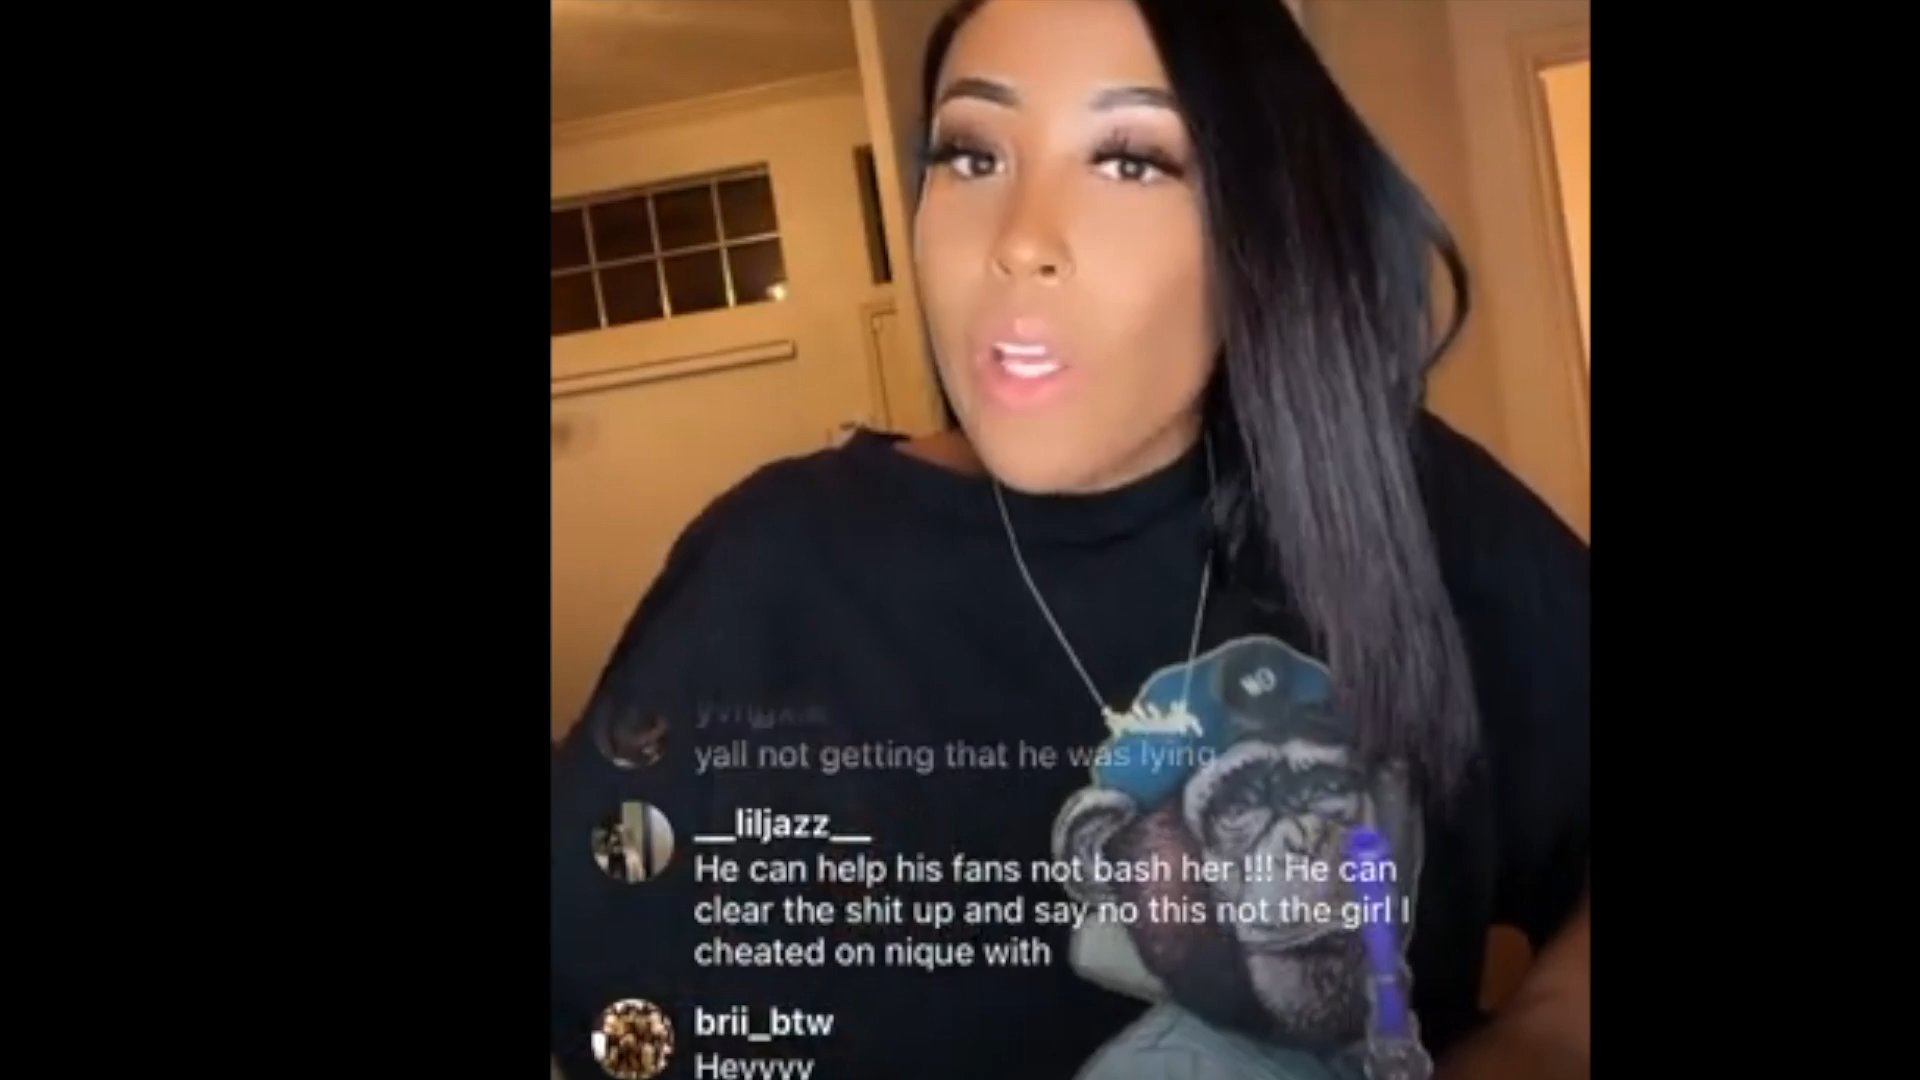 NO
yall not getting that he was lying
__liljazz__
He can help his fans not bash her !!! He can
clear the shit up and say no this not the girl I
cheated on nique with
brii_btw
Heyyyy